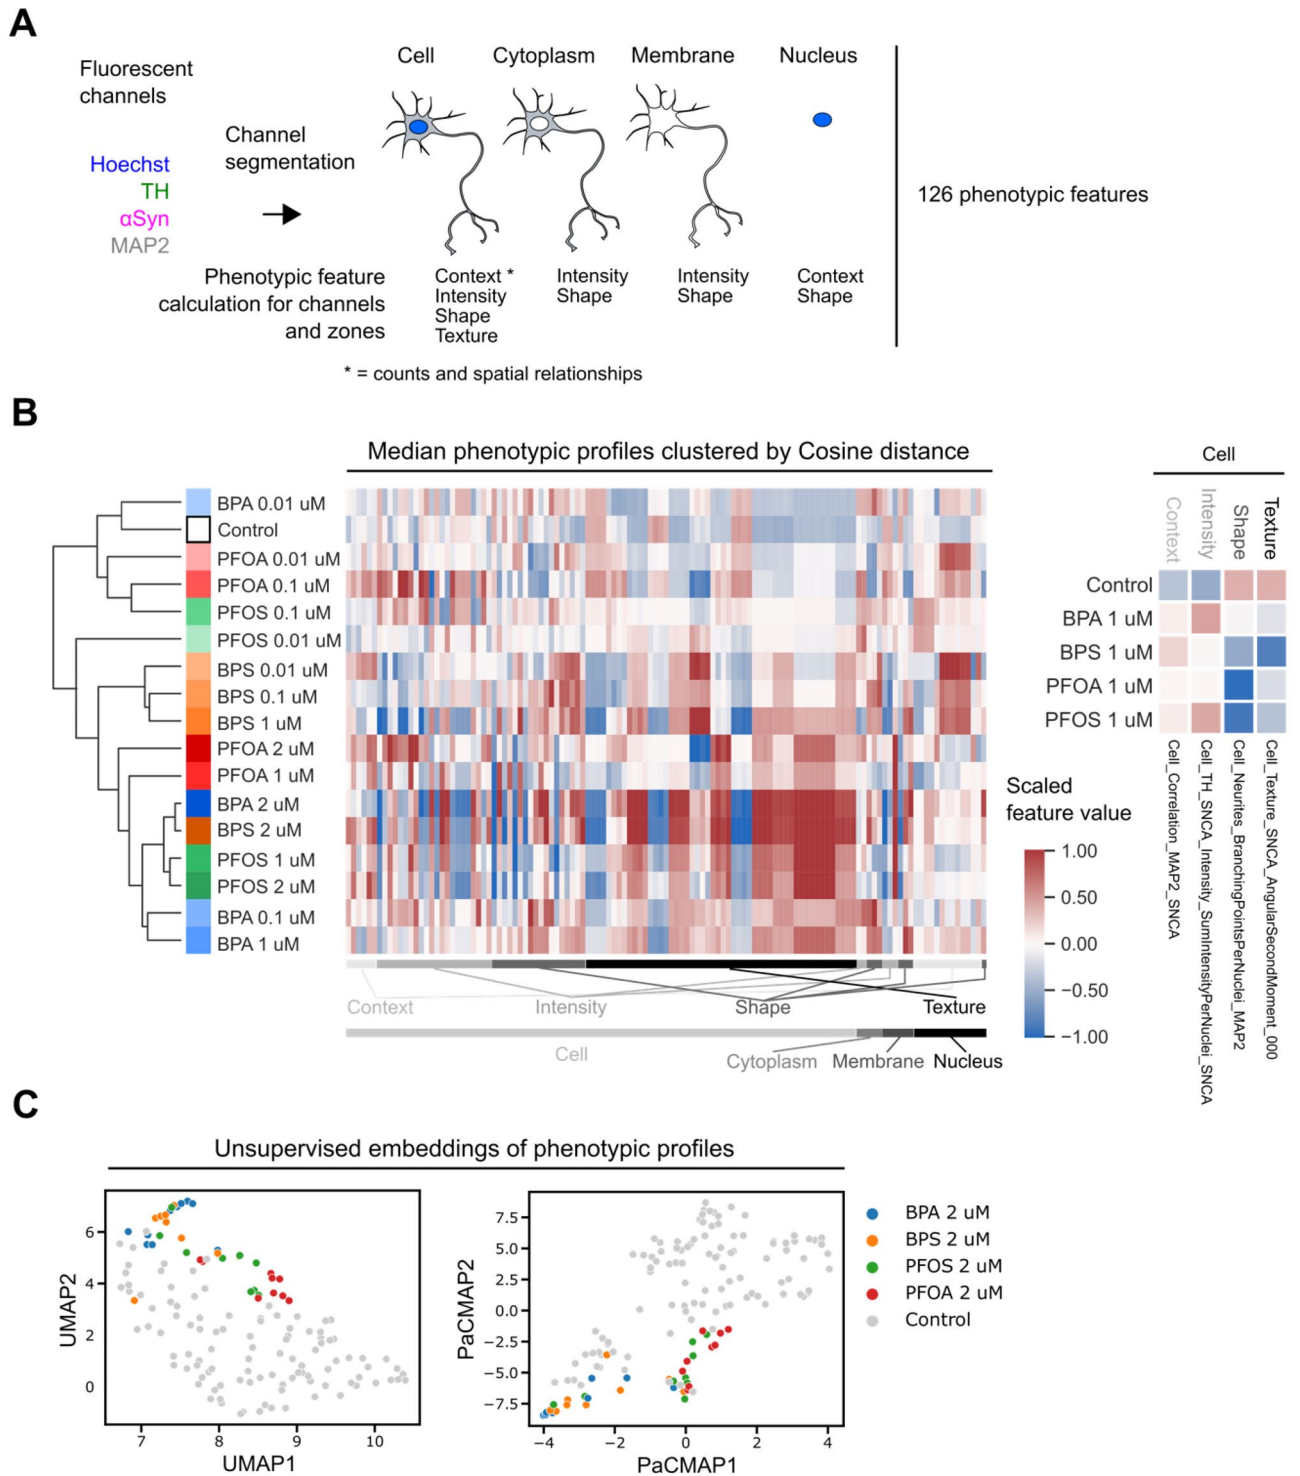 A
Fluorescent
channels
Hoechst
TH
αSyn
MAP2
Channel
segmentation
Cell
Cytoplasm
Membrane
Nucleus
126 phenotypic features
Phenotypic feature
calculation for channels
and zones
Context *
Intensity
Shape
Texture
Intensity
Shape
Intensity
Shape
Context
Shape
* = counts and spatial relationships
B
Median phenotypic profiles clustered by Cosine distance
BPA 0.01 uM
Control
PFOA 0.01 uM
PFOA 0.1 uM
PFOS 0.1 uM
PFOS 0.01 uM
BPS 0.01 uM
BPS 0.1 uM
BPS 1 uM
PFOA 2 uM
PFOA 1 uM
BPA 2 uM
BPS 2 uM
PFOS 1 uM
PFOS 2 uM
BPA 0.1 uM
BPA 1 uM
Context
Intensity
Shape
Texture
Cell
Cytoplasm
Membrane
Nucleus
Cell
Context
Intensity
Shape
Texture
Control
BPA 1 uM
BPS 1 uM
PFOA 1 uM
PFOS 1 uM
Cell_Correlation_MAP2_SNCA
Cell_TH_SNCA_Intensity_SumIntensityPerNuclei_SNCA
Cell_Neurites_BranchingPointsPerNuclei_MAP2
Cell_Texture_SNCA_AngularSecondMoment_000
Scaled
feature value
1.00
0.50
0.00
−0.50
−1.00
C
Unsupervised embeddings of phenotypic profiles
UMAP2
6
4
2
0
7
8
9
10
UMAP1
PaCMAP2
7.5
5.0
2.5
0.0
−2.5
−5.0
−7.5
−4
−2
0
2
4
PaCMAP1
BPA 2 uM
BPS 2 uM
PFOS 2 uM
PFOA 2 uM
Control